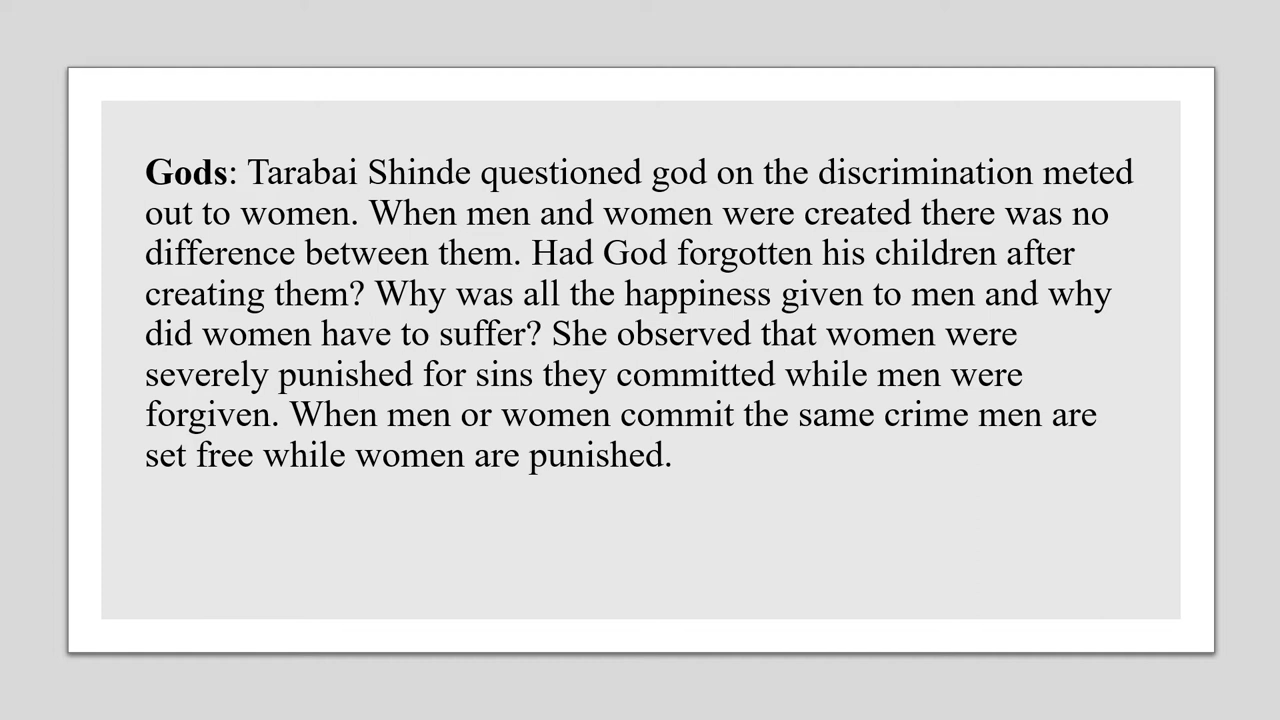 Gods: Tarabai Shinde questioned god on the discrimination meted
out to women. When men and women were created there was no
difference between them. Had God forgotten his children after
creating them? Why was all the happiness given to men and why
did women have to suffer? She observed that women were
severely punished for sins they committed while men were
forgiven. When men or women commit the same crime men are
set free while women are punished.